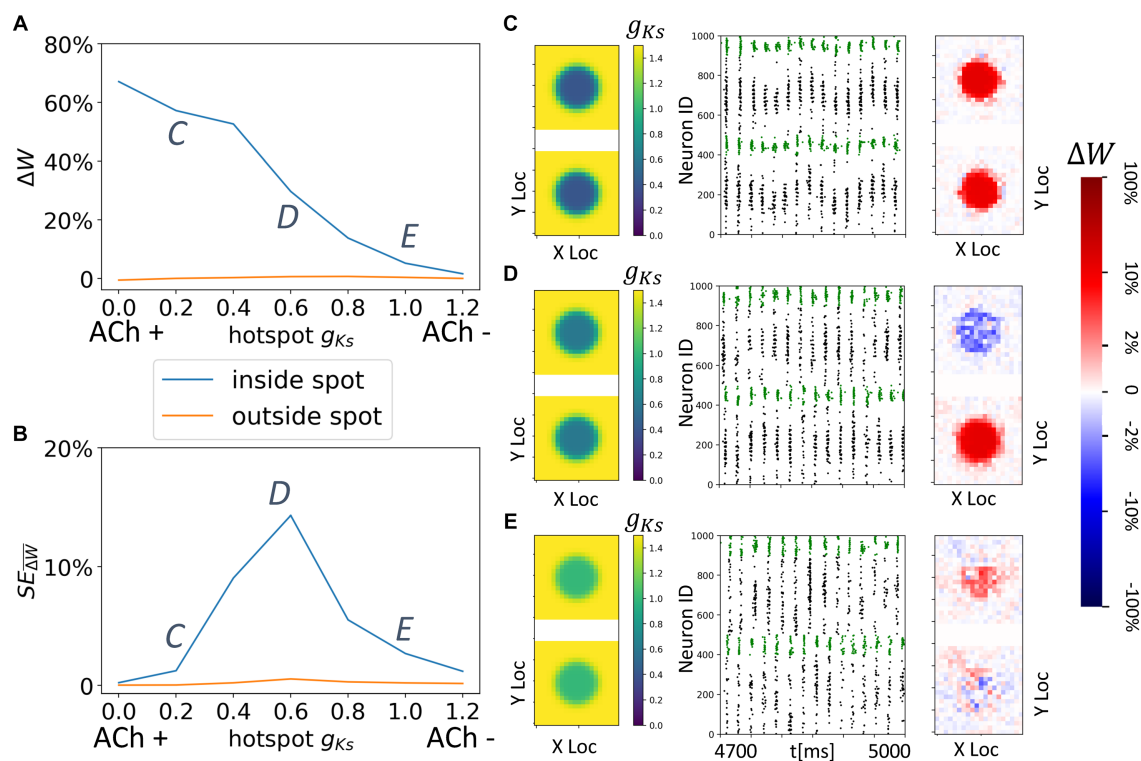 A
80%
60%
40%
20%
0
ΔW
C
D
E
0.0 0.2 0.4 0.6 0.8 1.0 1.2
ACh + hotspot gKs ACh -
inside spot
outside spot
B
20%
10%
0
SE ΔW
C
D
E
0.0 0.2 0.4 0.6 0.8 1.0 1.2
ACh + hotspot gKs ACh -
C
gKs
Y Loc
X Loc
1.4
1.2
1.0
0.8
0.6
0.4
0.2
0.0
Neuron ID
1000
800
600
400
200
0
Y Loc
X Loc
D
gKs
Y Loc
X Loc
1.4
1.2
1.0
0.8
0.6
0.4
0.2
0.0
Neuron ID
1000
800
600
400
200
0
Y Loc
X Loc
E
gKs
Y Loc
X Loc
1.4
1.2
1.0
0.8
0.6
0.4
0.2
0.0
Neuron ID
1000
800
600
400
200
0
4700 t[ms] 5000
Y Loc
X Loc
ΔW
100%
10%
2%
0
-2%
-10%
-100%